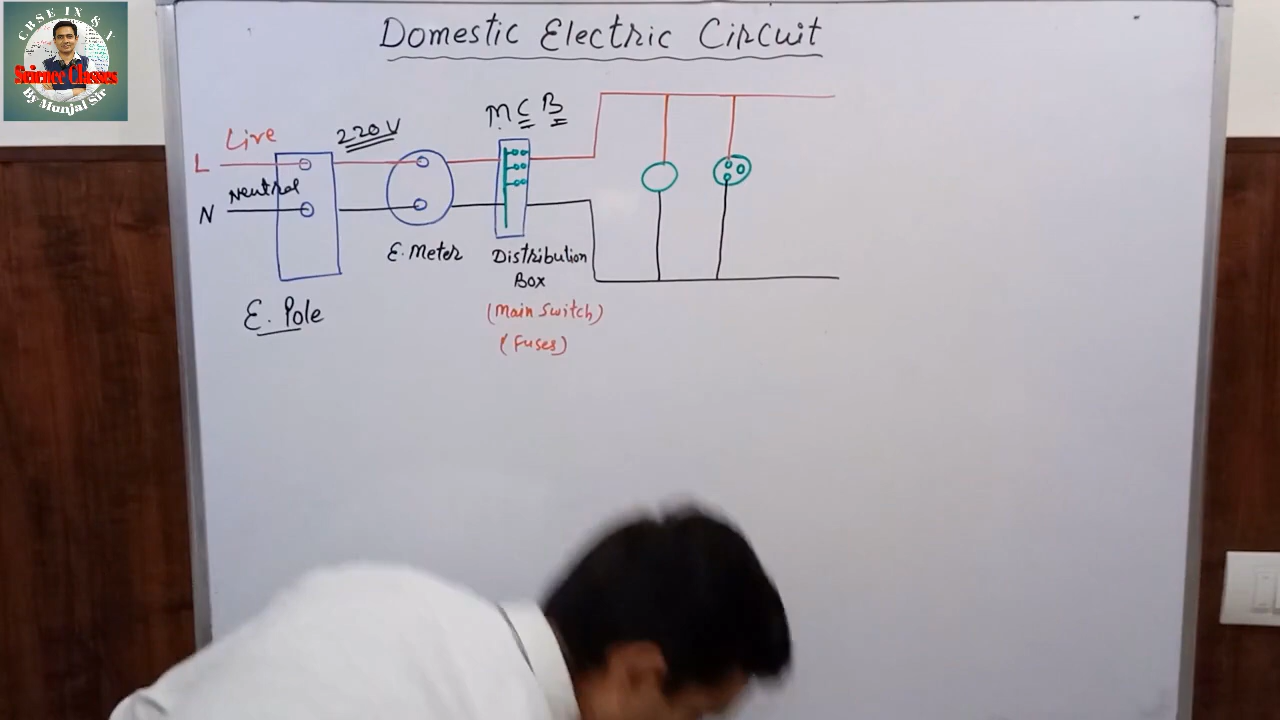 CBSE IX & X
Science Classes
By Munjal Sir
Domestic Electric Circuit
MCB
220V
Live
L
Neutral
N
E. Meter
Distribution
Box
(Main Switch)
(Fuses)
E. Pole